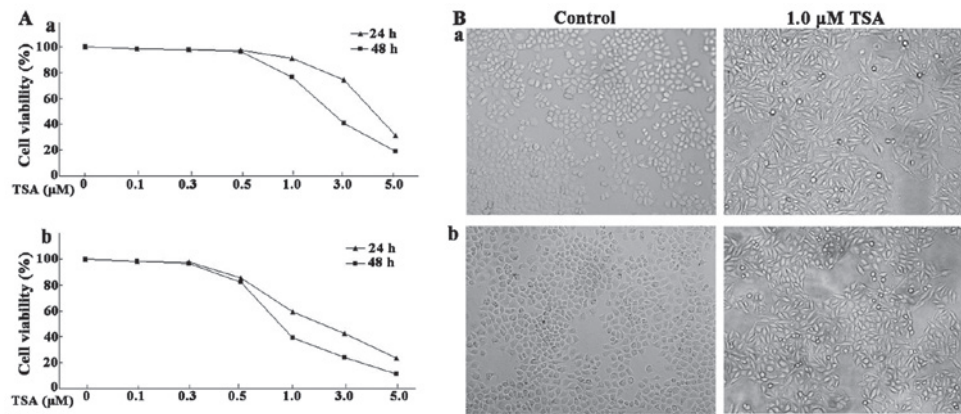 A
a
100
80
60
40
20
0
Cell viability (%)
24 h
48 h
TSA (µM)
0 0.1 0.3 0.5 1.0 3.0 5.0
b
100
80
60
40
20
0
Cell viability (%)
24 h
48 h
TSA (µM)
0 0.1 0.3 0.5 1.0 3.0 5.0
B
Control 1.0 µM TSA
a
b